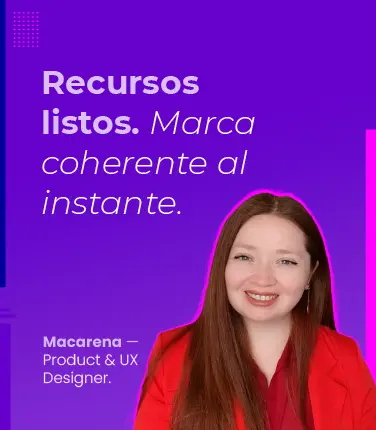 Recursos
listos. Marca
coherente al
instante.
Macarena —
Product & UX
Designer.